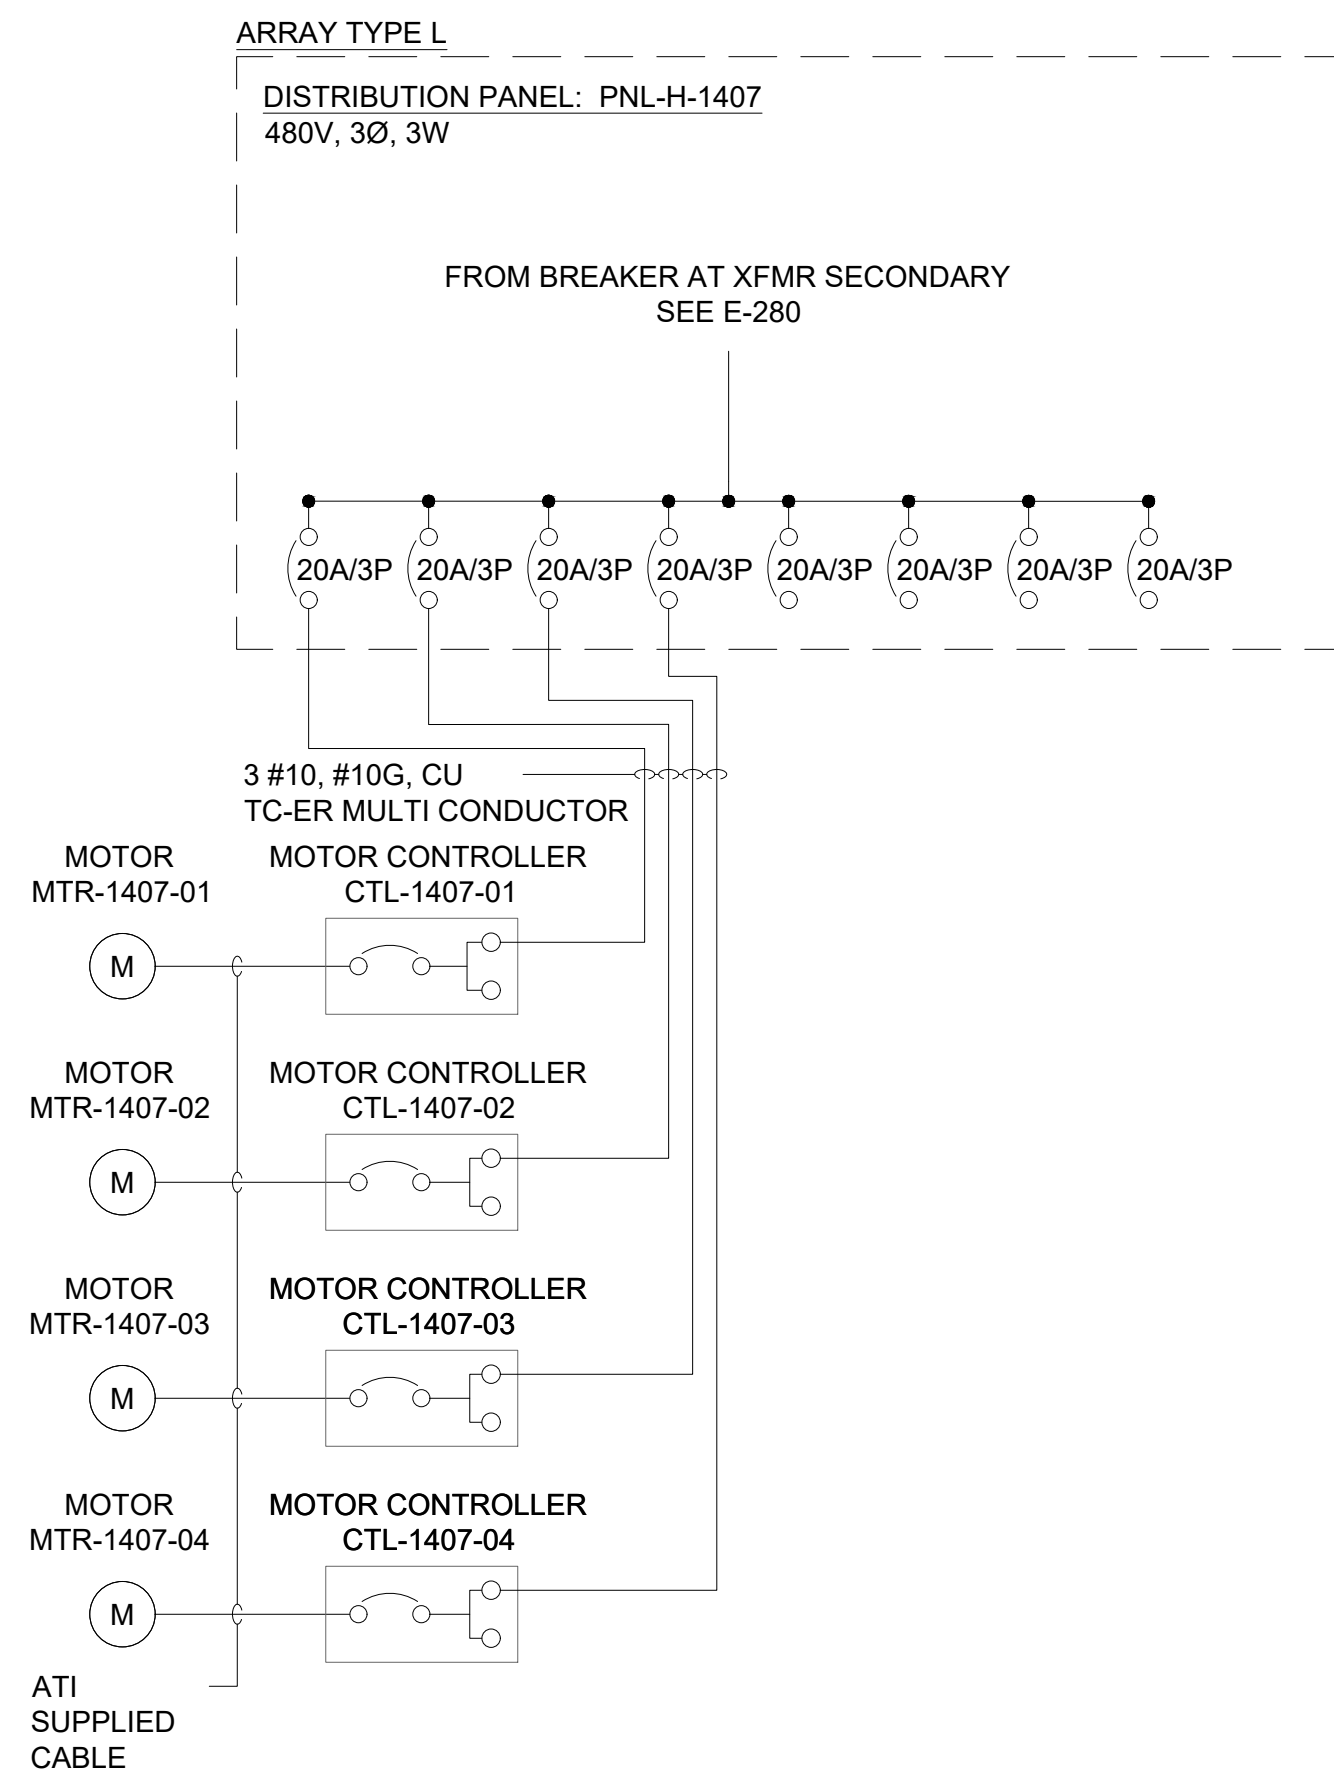 ARRAY TYPE L
DISTRIBUTION PANEL: PNL-H-1407
480V, 3Ø, 3W
FROM BREAKER AT XFMR SECONDARY
SEE E-280
20A/3P 20A/3P 20A/3P 20A/3P 20A/3P 20A/3P 20A/3P 20A/3P
3 #10, #10G, CU
TC-ER MULTI CONDUCTOR
MOTOR
MTR-1407-01
MOTOR CONTROLLER
CTL-1407-01
M
MOTOR
MTR-1407-02
MOTOR CONTROLLER
CTL-1407-02
M
MOTOR
MTR-1407-03
MOTOR CONTROLLER
CTL-1407-03
M
MOTOR
MTR-1407-04
MOTOR CONTROLLER
CTL-1407-04
M
ATI
SUPPLIED
CABLE